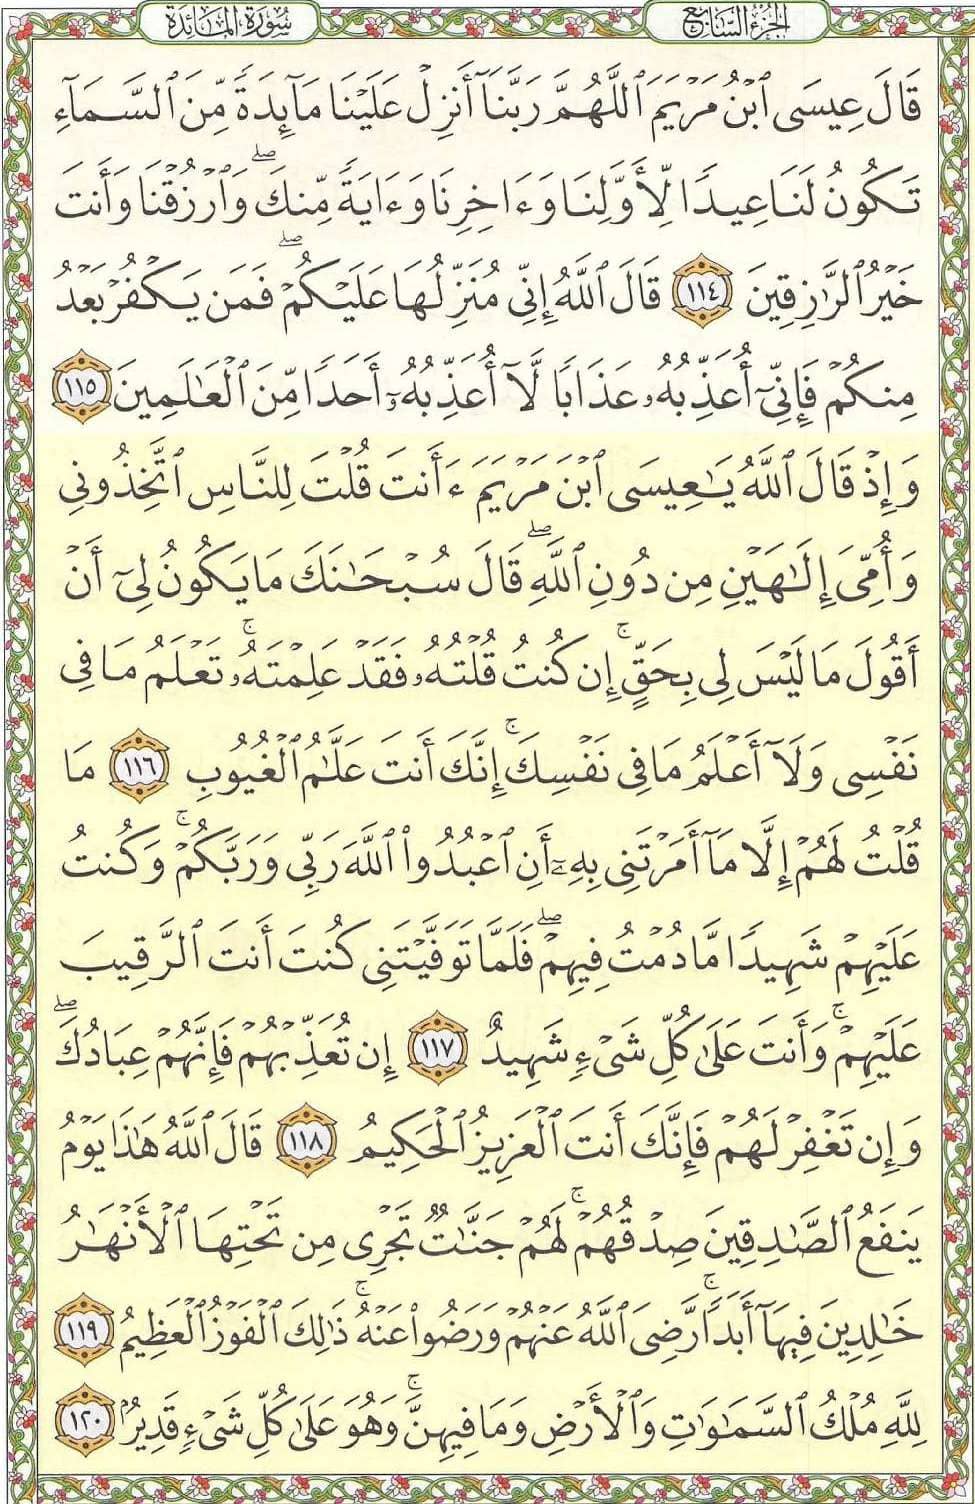 الجزء السابع
سورة المائدة
قَالَ عِيسَى ٱبْنُ مَرْيَمَ ٱللَّهُمَّ رَبَّنَآ أَنزِلْ عَلَيْنَا مَآئِدَةً مِّنَ ٱلسَّمَآءِ
تَكُونُ لَنَا عِيدًا لِّأَوَّلِنَا وَءَاخِرِنَا وَءَايَةً مِّنكَ ۖ وَٱرْزُقْنَا وَأَنتَ
خَيْرُ ٱلرَّٰزِقِينَ ١١٤ قَالَ ٱللَّهُ إِنِّى مُنَزِّلُهَا عَلَيْكُمْ ۖ فَمَن يَكْفُرْ بَعْدُ
مِنكُمْ فَإِنِّىٓ أُعَذِّبُهُۥ عَذَابًا لَّآ أُعَذِّبُهُۥٓ أَحَدًا مِّنَ ٱلْعَٰلَمِينَ ١١٥
وَإِذْ قَالَ ٱللَّهُ يَٰعِيسَى ٱبْنَ مَرْيَمَ ءَأَنتَ قُلْتَ لِلنَّاسِ ٱتَّخِذُونِى
وَأُمِّىَ إِلَٰهَيْنِ مِن دُونِ ٱللَّهِ ۖ قَالَ سُبْحَٰنَكَ مَا يَكُونُ لِىٓ أَنْ
أَقُولَ مَا لَيْسَ لِى بِحَقٍّ ۚ إِن كُنتُ قُلْتُهُۥ فَقَدْ عَلِمْتَهُۥ ۚ تَعْلَمُ مَا فِى
نَفْسِى وَلَآ أَعْلَمُ مَا فِى نَفْسِكَ ۚ إِنَّكَ أَنتَ عَلَّٰمُ ٱلْغُيُوبِ ١١٦ مَا
قُلْتُ لَهُمْ إِلَّا مَآ أَمَرْتَنِى بِهِۦٓ أَنِ ٱعْبُدُوا۟ ٱللَّهَ رَبِّى وَرَبَّكُمْ ۚ وَكُنتُ
عَلَيْهِمْ شَهِيدًا مَّا دُمْتُ فِيهِمْ ۖ فَلَمَّا تَوَفَّيْتَنِى كُنتَ أَنتَ ٱلرَّقِيبَ
عَلَيْهِمْ ۚ وَأَنتَ عَلَىٰ كُلِّ شَىْءٍ شَهِيدٌ ١١٧ إِن تُعَذِّبْهُمْ فَإِنَّهُمْ عِبَادُكَ ۖ
وَإِن تَغْفِرْ لَهُمْ فَإِنَّكَ أَنتَ ٱلْعَزِيزُ ٱلْحَكِيمُ ١١٨ قَالَ ٱللَّهُ هَٰذَا يَوْمُ
يَنفَعُ ٱلصَّٰدِقِينَ صِدْقُهُمْ ۚ لَهُمْ جَنَّٰتٌ تَجْرِى مِن تَحْتِهَا ٱلْأَنْهَٰرُ
خَٰلِدِينَ فِيهَآ أَبَدًا ۚ رَّضِىَ ٱللَّهُ عَنْهُمْ وَرَضُوا۟ عَنْهُ ۚ ذَٰلِكَ ٱلْفَوْزُ ٱلْعَظِيمُ ١١٩
لِلَّهِ مُلْكُ ٱلسَّمَٰوَٰتِ وَٱلْأَرْضِ وَمَا فِيهِنَّ ۚ وَهُوَ عَلَىٰ كُلِّ شَىْءٍ قَدِيرٌۢ ١٢٠